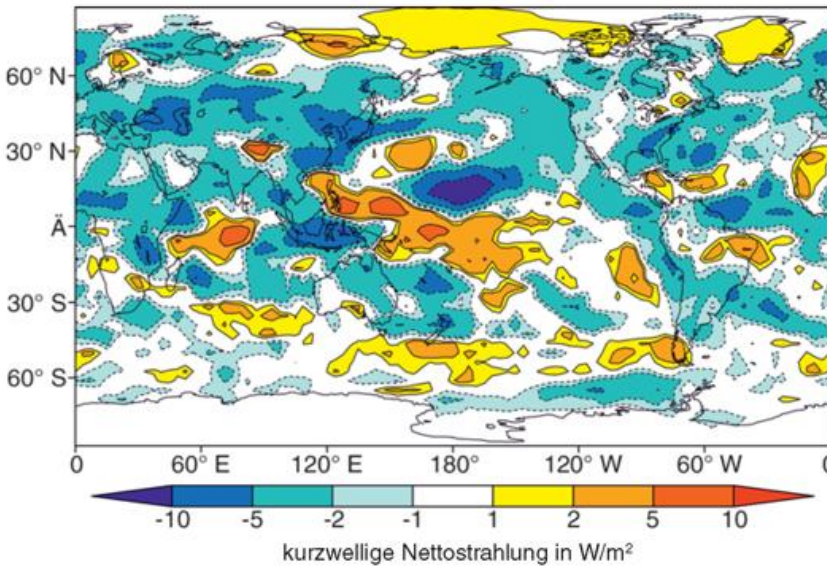 60° N
30° N
Ä
30° S
60° S
0 60° E 120° E 180° 120° W 60° W 0
-10 -5 -2 -1 1 2 5 10
kurzwellige Nettostrahlung in W/m²